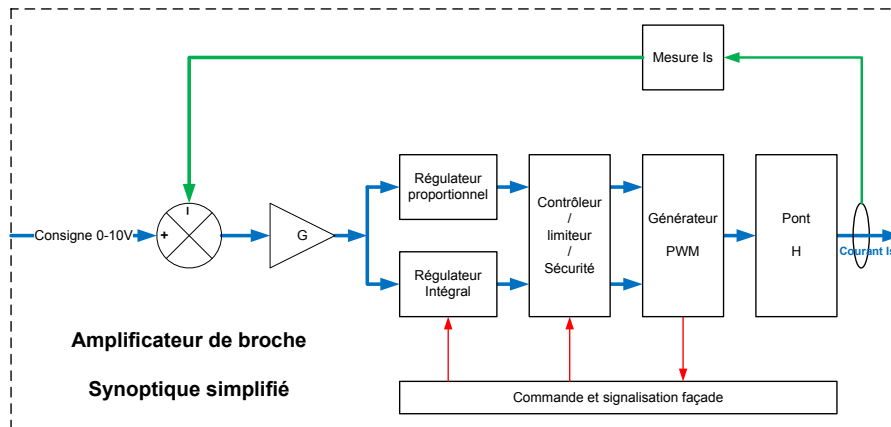 Mesure Is
Consigne 0-10V
+
-
G
Régulateur
proportionnel
Régulateur
Intégral
Contrôleur
/
limiteur
/
Sécurité
Générateur
PWM
Pont
H
Courant Is
Amplificateur de broche
Synoptique simplifié
Commande et signalisation façade